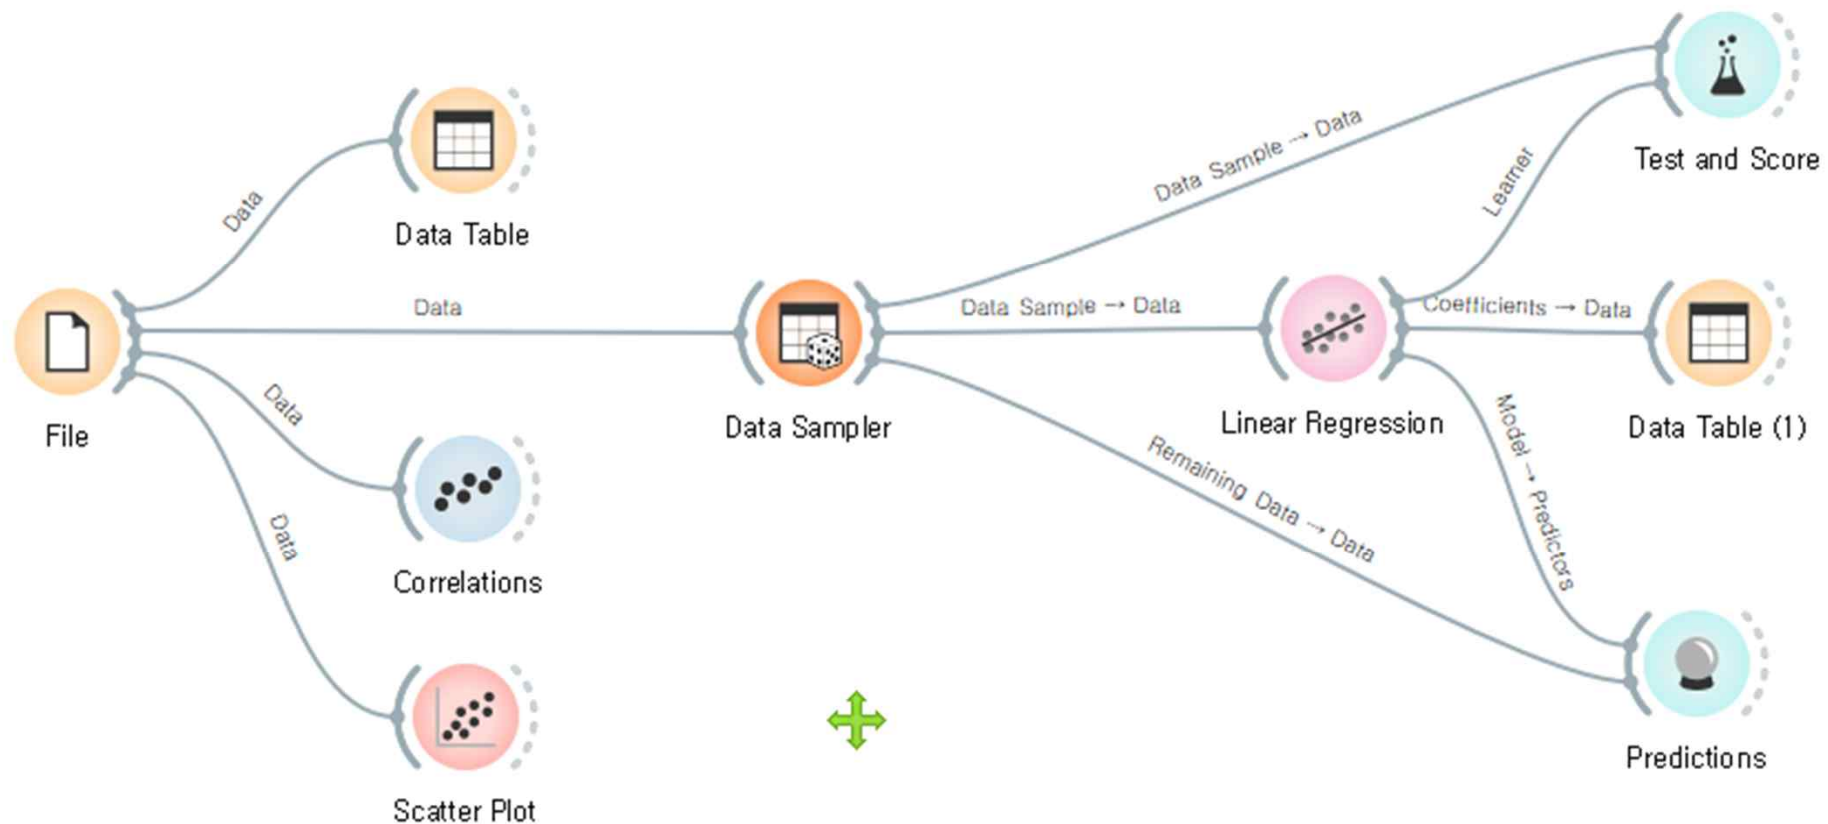 Test and Score
Data Sample → Data
Learner
Data
Data Table
Data
Data Sample → Data
Coefficients → Data
File
Data
Data Sampler
Linear Regression
Data Table (1)
Model → Predictors
Remaining Data → Data
Data
Correlations
Predictions
Scatter Plot